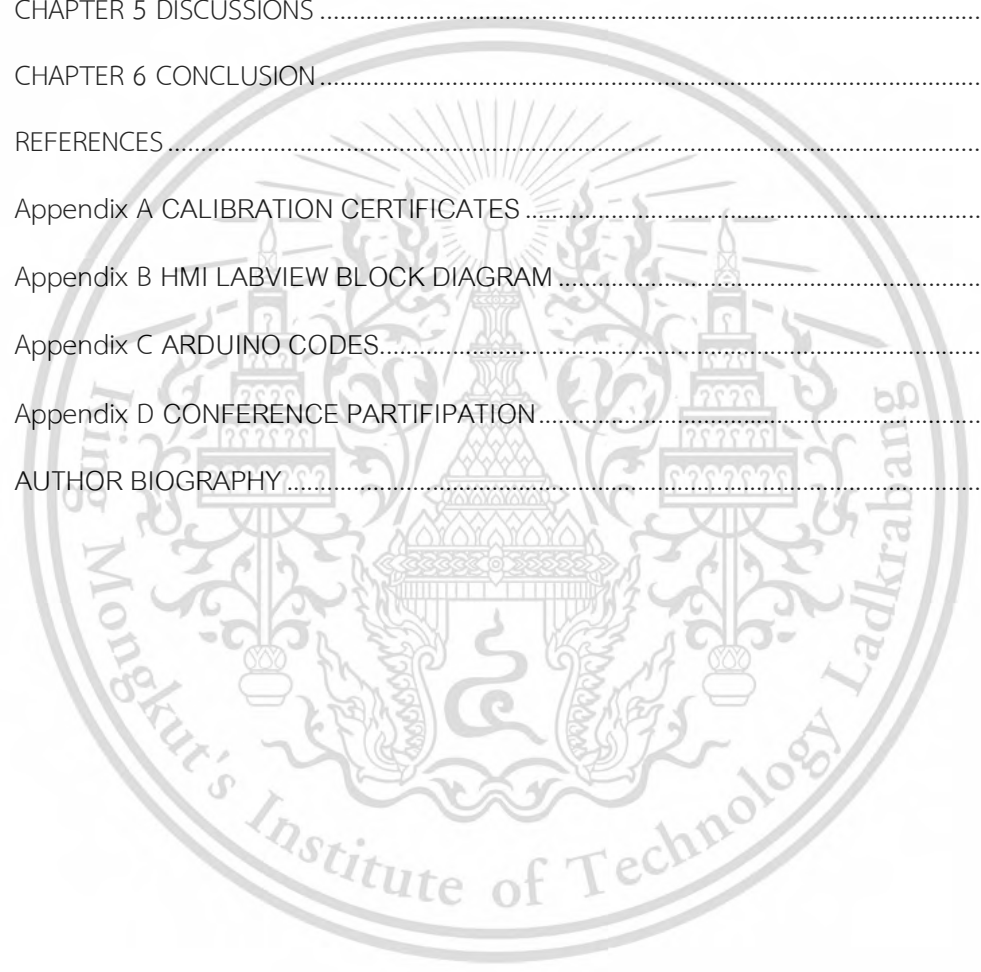 CHAPTER 5 DISCUSSIONS ................................................................
CHAPTER 6 CONCLUSION ................................................................
REFERENCES ................................................................
Appendix A CALIBRATION CERTIFICATES ................................................................
Appendix B HMI LABVIEW BLOCK DIAGRAM ................................................................
Appendix C ARDUINO CODES ................................................................
Appendix D CONFERENCE PARTIFIPATION ................................................................
AUTHOR BIOGRAPHY ................................................................
King Mongkut's Institute of Technology Ladkrabang